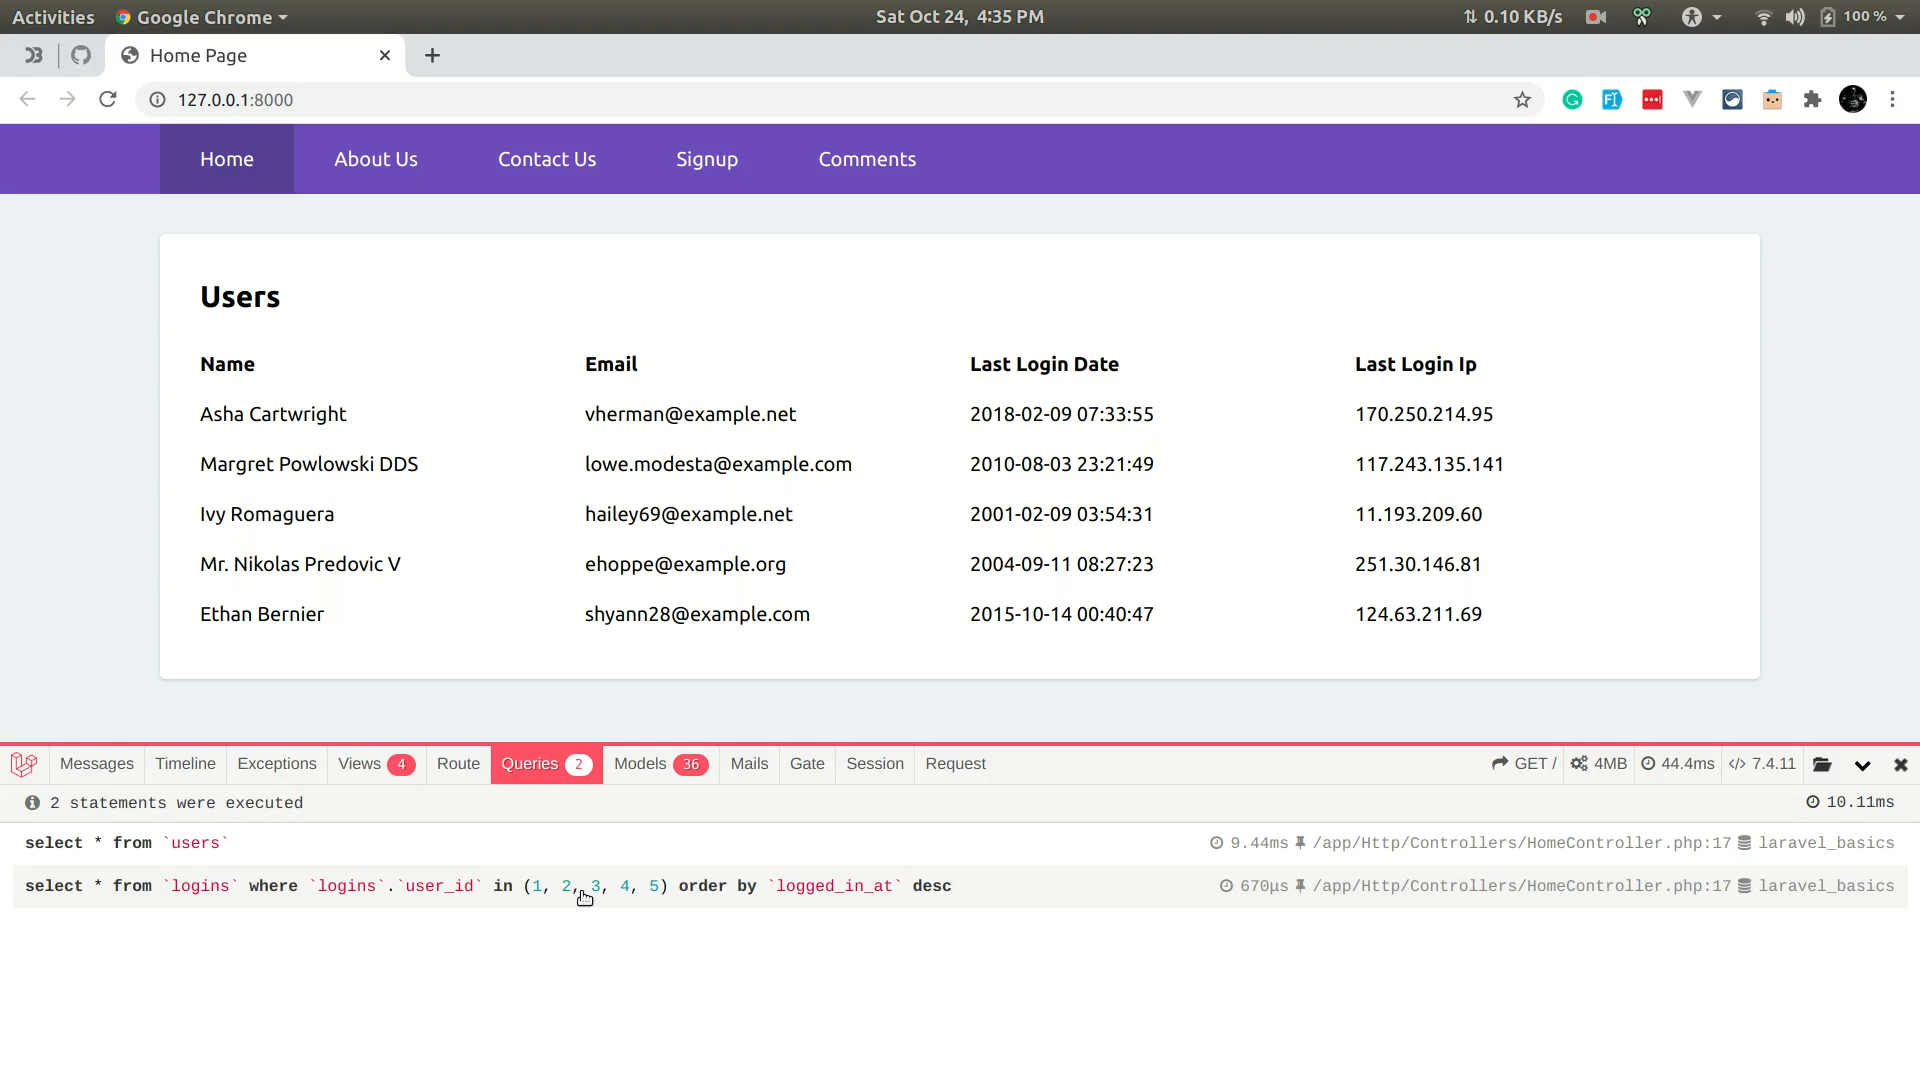 Activities Google Chrome Sat Oct 24, 4:35 PM 0.10 KB/s 100 %
Home Page
127.0.0.1:8000
Home About Us Contact Us Signup Comments
Users
Name Email Last Login Date Last Login Ip
Asha Cartwright vherman@example.net 2018-02-09 07:33:55 170.250.214.95
Margret Powlowski DDS lowe.modesta@example.com 2010-08-03 23:21:49 117.243.135.141
Ivy Romaguera hailey69@example.net 2001-02-09 03:54:31 11.193.209.60
Mr. Nikolas Predovic V ehoppe@example.org 2004-09-11 08:27:23 251.30.146.81
Ethan Bernier shyann28@example.com 2015-10-14 00:40:47 124.63.211.69
Messages Timeline Exceptions Views 4 Route Queries 2 Models 36 Mails Gate Session Request GET / 4MB 44.4ms </> 7.4.11
2 statements were executed 10.11ms
select * from `users` 9.44ms /app/Http/Controllers/HomeController.php:17 laravel_basics
select * from `logins` where `logins`.`user_id` in (1, 2, 3, 4, 5) order by `logged_in_at` desc 670μs /app/Http/Controllers/HomeController.php:17 laravel_basics